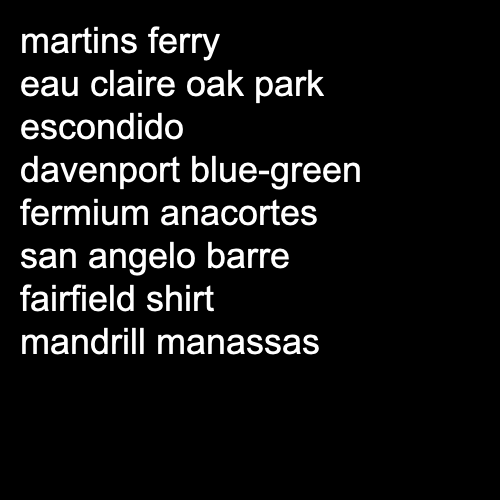 martins ferry
eau claire oak park
escondido
davenport blue-green
fermium anacortes
san angelo barre
fairfield shirt
mandrill manassas